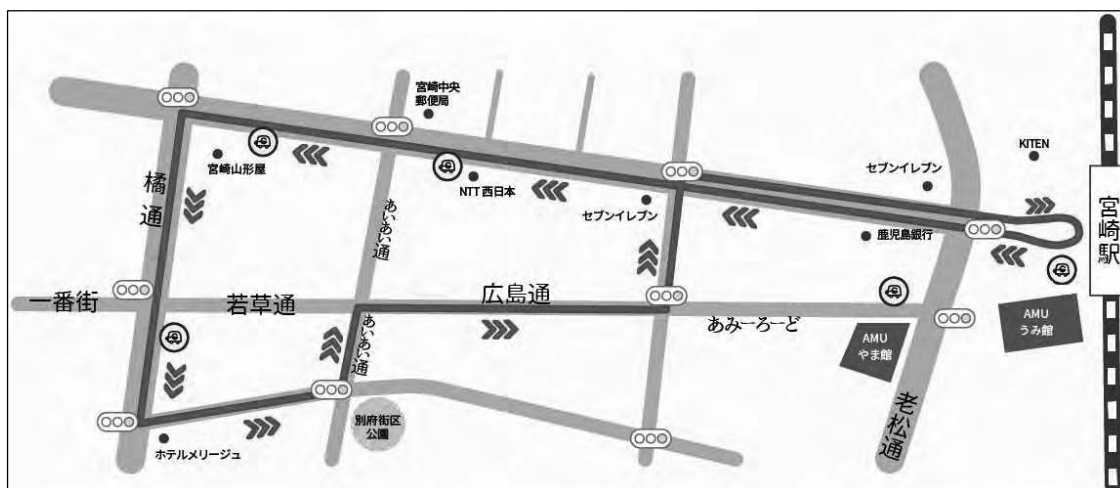 宮崎中央
郵便局
宮崎山形屋
NTT 西日本
セブンイレブン
セブンイレブン
KITEN
鹿児島銀行
宮崎駅
橘通
あいあい通
一番街
若草通
広島通
あみーろーど
あいあい通
AMU
やま館
AMU
うみ館
老松通
別府街区
公園
ホテルメリージュ